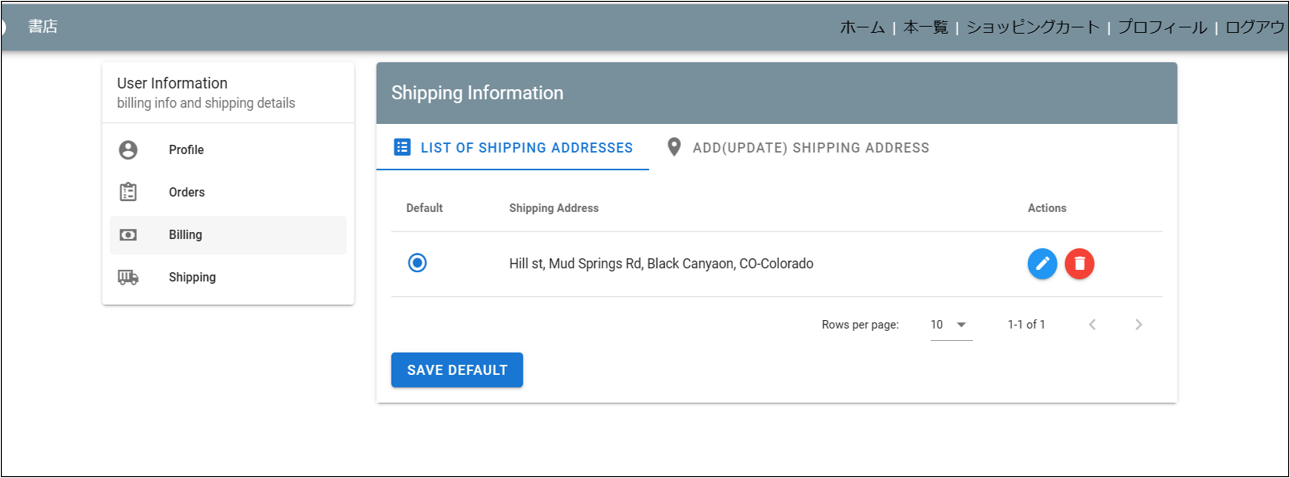 書店
ホーム | 本一覧 | ショッピングカート | プロフィール | ログアウ
User Information
billing info and shipping details
Profile
Orders
Billing
Shipping
Shipping Information
LIST OF SHIPPING ADDRESSES
ADD(UPDATE) SHIPPING ADDRESS
Default Shipping Address Actions
Hill st, Mud Springs Rd, Black Canyaon, CO-Colorado
Rows per page: 10 1-1 of 1
SAVE DEFAULT